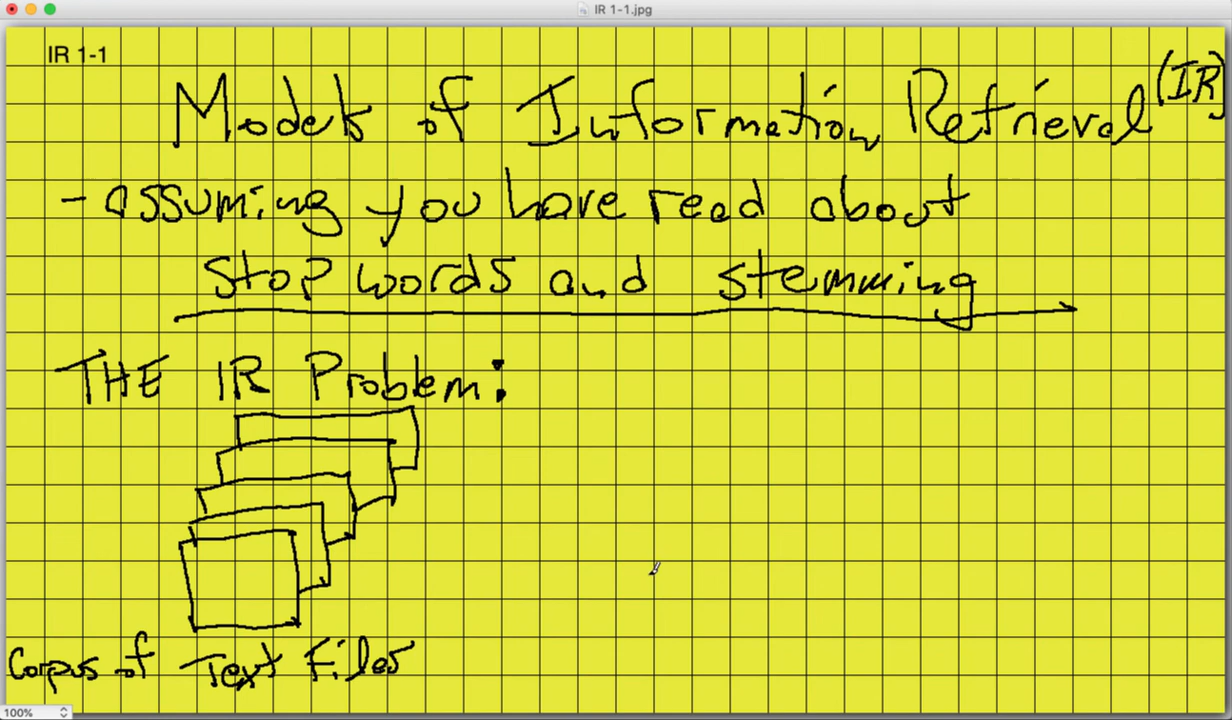 IR 1-1.jpg
IR 1-1
Models of Information Retrieval (IR)
- assuming you have read about
stop words and stemming
THE IR Problem:
Corpus of Text Files
100%